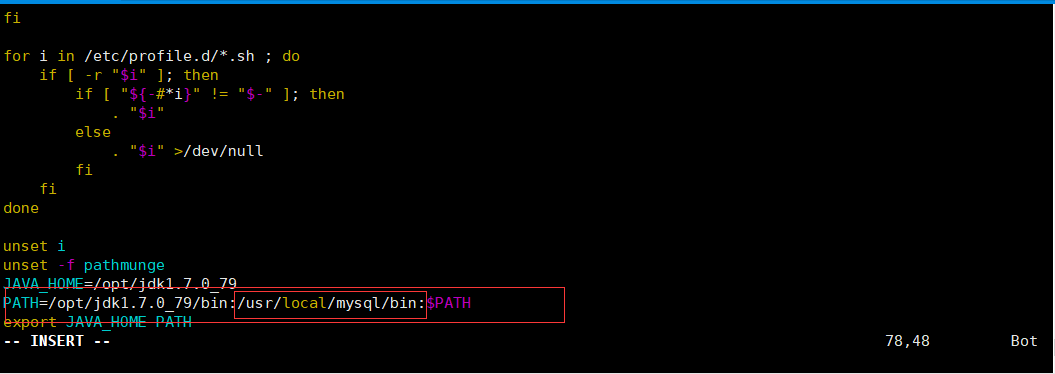 fi
for i in /etc/profile.d/*.sh ; do
    if [ -r "$i" ]; then
        if [ "${-#*i}" != "$-" ]; then
            . "$i"
        else
            . "$i" >/dev/null
        fi
    fi
done
unset i
unset -f pathmunge
JAVA_HOME=/opt/jdk1.7.0_79
PATH=/opt/jdk1.7.0_79/bin:/usr/local/mysql/bin:$PATH
export JAVA_HOME PATH
-- INSERT -- 78,48 Bot